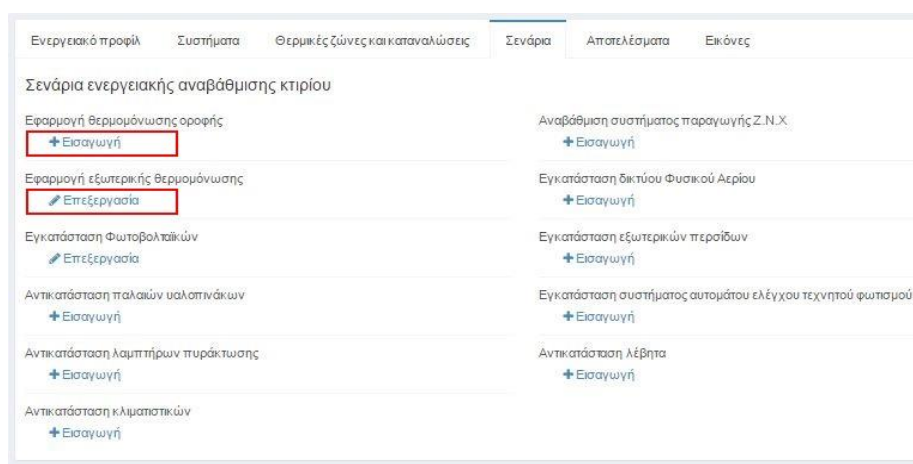 Ενεργειακό προφίλ Συστήματα Θερμικές ζώνες και καταναλώσεις Σενάρια Αποτελέσματα Εικόνες
Σενάρια ενεργειακής αναβάθμισης κτιρίου
Εφαρμογή θερμομόνωσης οροφής
Εισαγωγή
Εφαρμογή εξωτερικής θερμομόνωσης
Επεξεργασία
Εγκατάσταση Φωτοβολταϊκών
Επεξεργασία
Αντικατάσταση παλαιών υαλοπινάκων
Εισαγωγή
Αντικατάσταση λαμπτήρων πυράκτωσης
Εισαγωγή
Αντικατάσταση κλιματιστικών
Εισαγωγή
Αναβάθμιση συστήματος παραγωγής Ζ.Ν.Χ
Εισαγωγή
Εγκατάσταση δικτύου Φυσικού Αερίου
Εισαγωγή
Εγκατάσταση εξωτερικών περσίδων
Εισαγωγή
Εγκατάσταση συστήματος αυτομάτου ελέγχου τεχνητού φωτισμού
Εισαγωγή
Αντικατάσταση λέβητα
Εισαγωγή